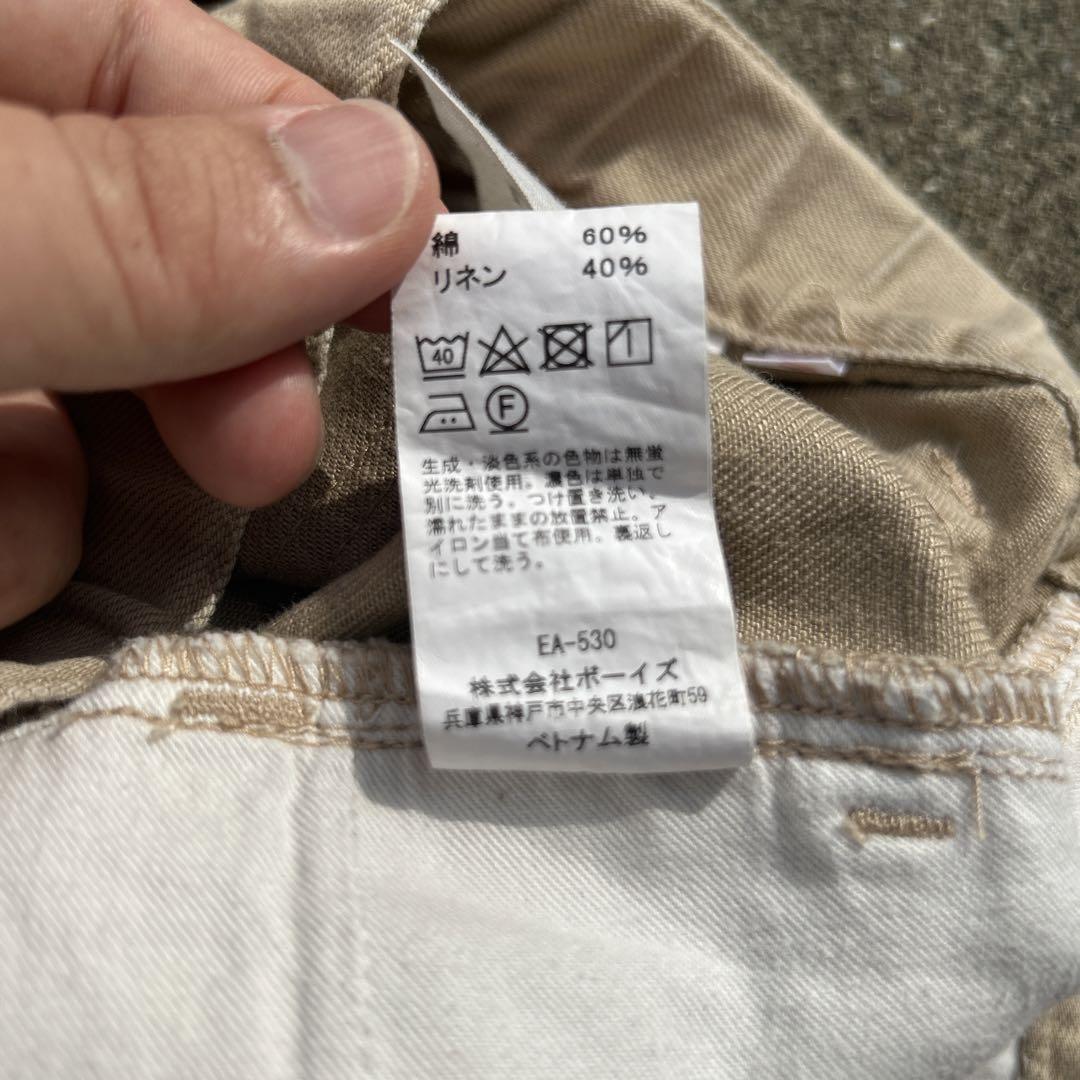 綿 60%
リネン 40%
40
F
生成・淡色系の色物は無蛍
光洗剤使用。濃色は単独で
別に洗う。つけ置き洗い、
濡れたままの放置禁止。ア
イロン当て布使用。裏返し
にして洗う。
EA-530
株式会社ボーイズ
兵庫県神戸市中央区浪花町59
ベトナム製